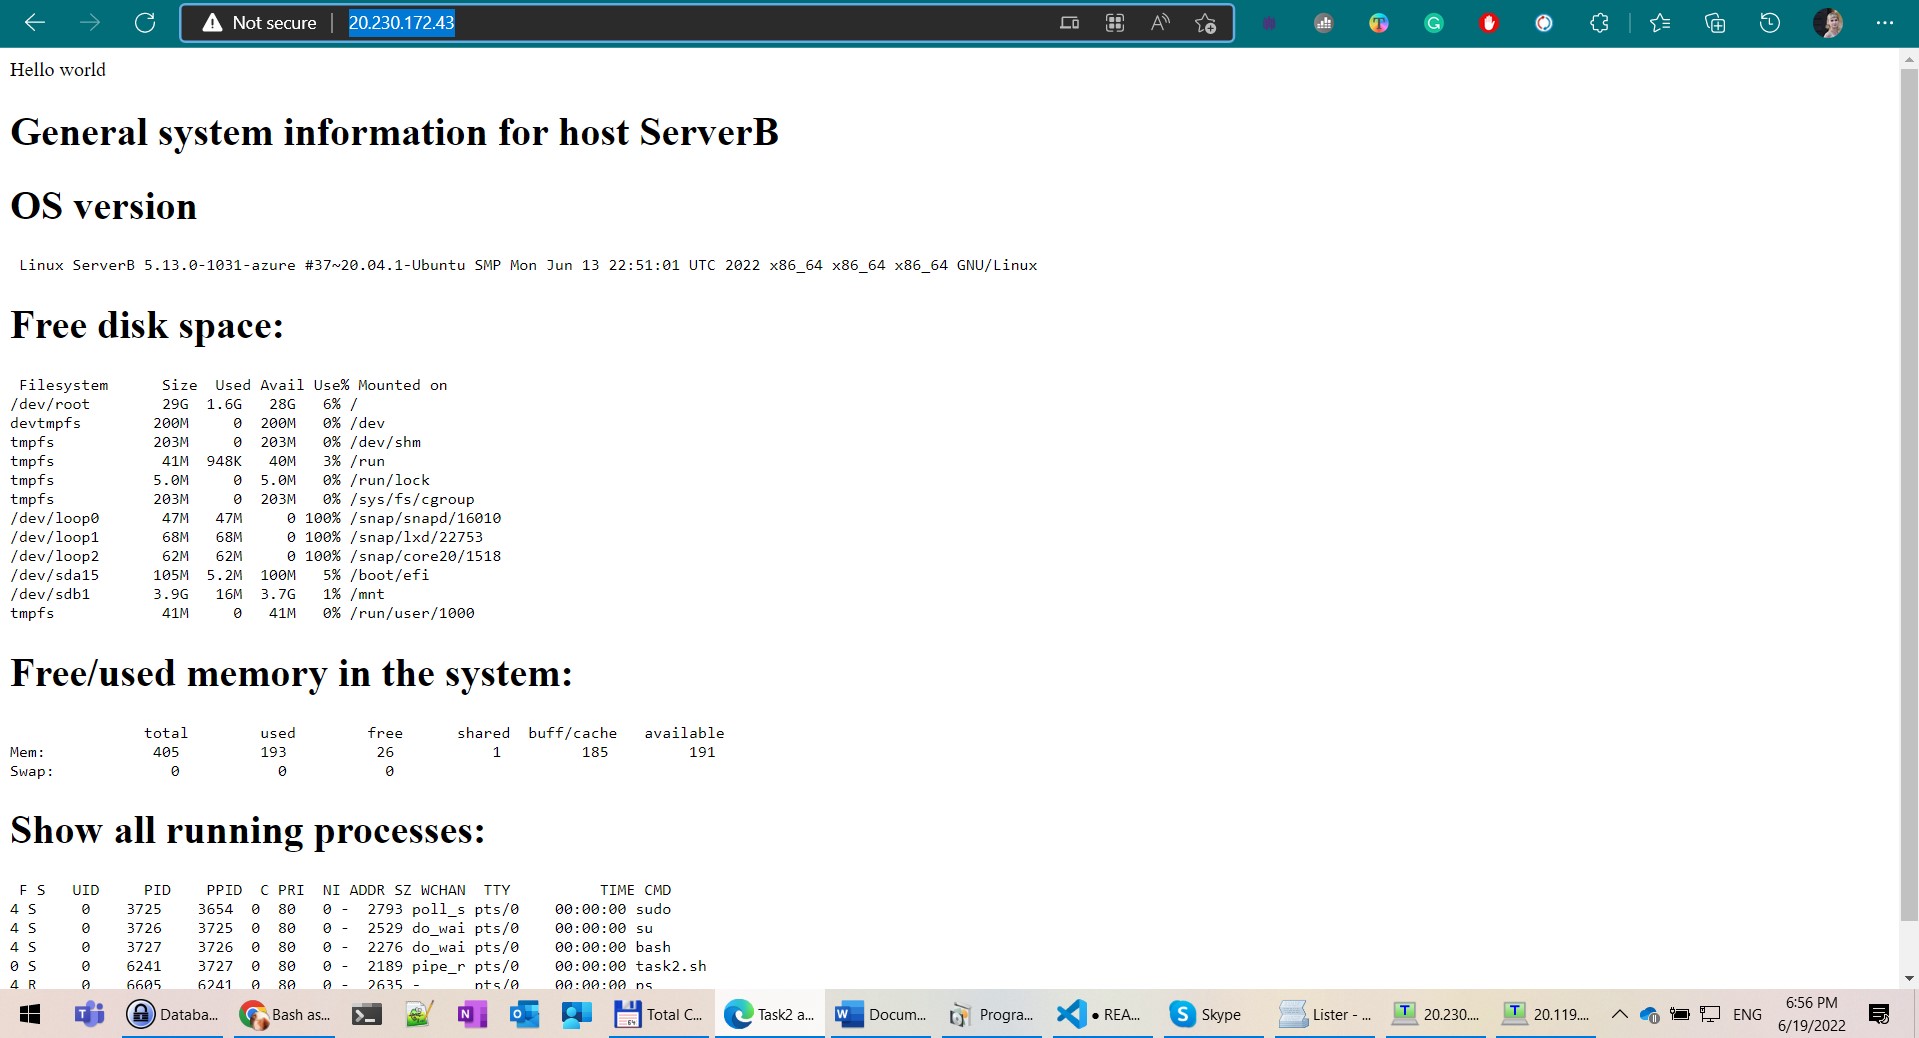 Not secure | 20.230.172.43
Hello world
General system information for host ServerB
OS version
Linux ServerB 5.13.0-1031-azure #37~20.04.1-Ubuntu SMP Mon Jun 13 22:51:01 UTC 2022 x86_64 x86_64 x86_64 GNU/Linux
Free disk space:
Filesystem      Size  Used Avail Use% Mounted on
/dev/root        29G  1.6G   28G   6% /
devtmpfs        200M     0  200M   0% /dev
tmpfs           203M     0  203M   0% /dev/shm
tmpfs            41M  948K   40M   3% /run
tmpfs           5.0M     0  5.0M   0% /run/lock
tmpfs           203M     0  203M   0% /sys/fs/cgroup
/dev/loop0       47M   47M     0 100% /snap/snapd/16010
/dev/loop1       68M   68M     0 100% /snap/lxd/22753
/dev/loop2       62M   62M     0 100% /snap/core20/1518
/dev/sda15      105M  5.2M  100M   5% /boot/efi
/dev/sdb1       3.9G   16M  3.7G   1% /mnt
tmpfs            41M     0   41M   0% /run/user/1000
Free/used memory in the system:
total        used        free      shared  buff/cache   available
Mem:            405         193          26           1         185         191
Swap:             0           0           0
Show all running processes:
F S   UID     PID    PPID  C PRI  NI ADDR SZ WCHAN  TTY          TIME CMD
4 S     0    3725    3654  0  80   0 -  2793 poll_s pts/0    00:00:00 sudo
4 S     0    3726    3725  0  80   0 -  2529 do_wai pts/0    00:00:00 su
4 S     0    3727    3726  0  80   0 -  2276 do_wai pts/0    00:00:00 bash
0 S     0    6241    3727  0  80   0 -  2189 pipe_r pts/0    00:00:00 task2.sh
4 R     0    6605    6241  0  80   0 -  2635 -      pts/0    00:00:00 ps
Databa... Bash as... Total C... Task2 a... Docum... Progra... ● REA... Skype Lister - ... 20.230.... 20.119.... ENG 6:56 PM
6/19/2022